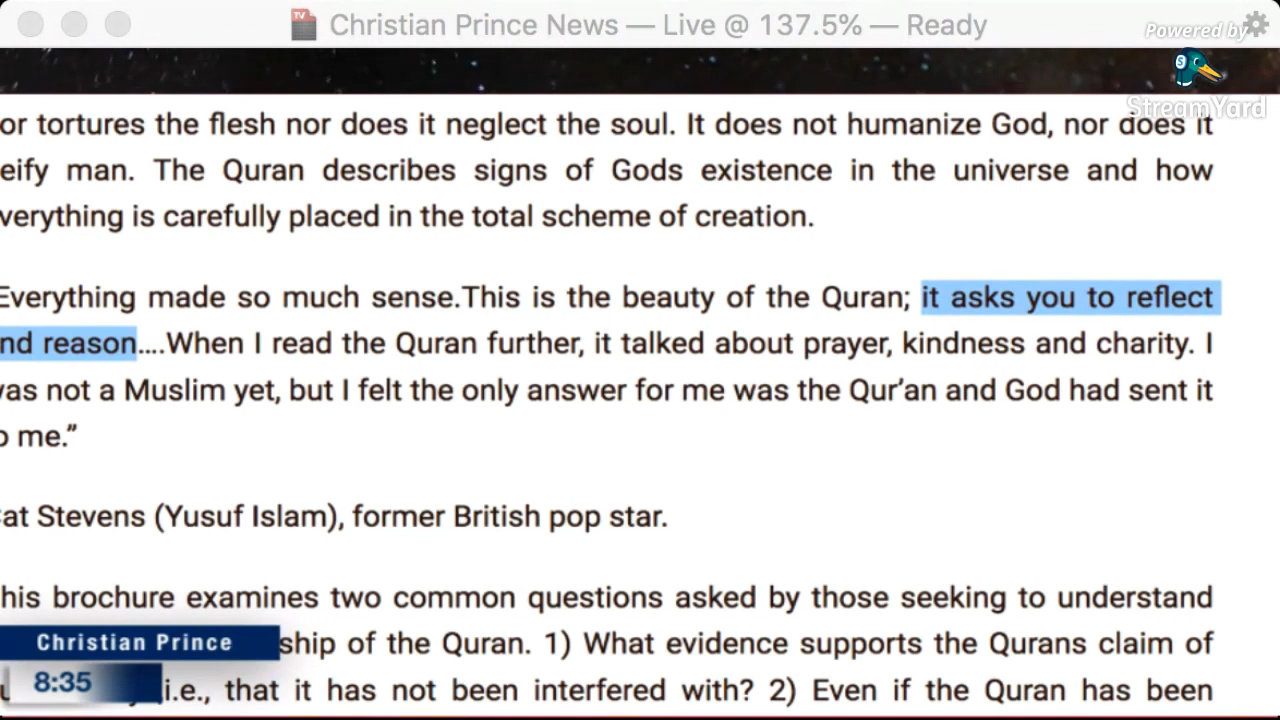 Christian Prince News — Live @ 137.5% — Ready
Powered by
StreamYard
or tortures the flesh nor does it neglect the soul. It does not humanize God, nor does it
eify man. The Quran describes signs of Gods existence in the universe and how
verything is carefully placed in the total scheme of creation.
Everything made so much sense.This is the beauty of the Quran; it asks you to reflect
nd reason….When I read the Quran further, it talked about prayer, kindness and charity. I
was not a Muslim yet, but I felt the only answer for me was the Qur’an and God had sent it
o me.”
at Stevens (Yusuf Islam), former British pop star.
his brochure examines two common questions asked by those seeking to understand
ship of the Quran. 1) What evidence supports the Qurans claim of
i.e., that it has not been interfered with? 2) Even if the Quran has been
Christian Prince
8:35